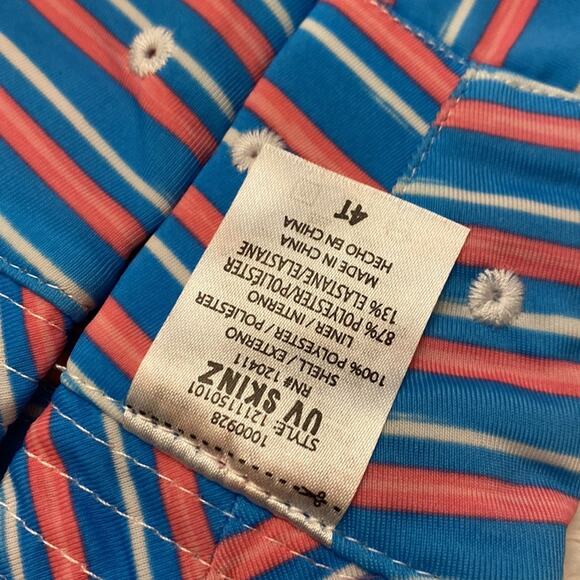 1000928
STYLE: 1211150101
UV SKINZ
RN# 120411
SHELL / EXTERNO
100% POLYESTER / POLIESTER
LINER / INTERNO
87% POLYESTER/POLIÉSTER
13% ELASTANE/ELASTANE
MADE IN CHINA
HECHO EN CHINA
4T